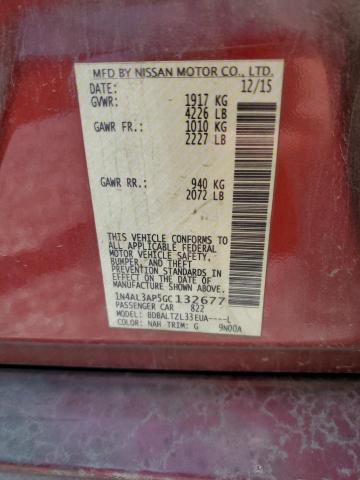 MFD BY NISSAN MOTOR CO., LTD.
DATE: 12/15
GVWR: 1917 KG
4226 LB
GAWR FR.: 1010 KG
2227 LB
GAWR RR.: 940 KG
2072 LB
THIS VEHICLE CONFORMS TO
ALL APPLICABLE FEDERAL
MOTOR VEHICLE SAFETY,
BUMPER, AND THEFT
PREVENTION STANDARDS IN
EFFECT ON THE DATE OF
MANUFACTURE SHOWN ABOVE.
1N4AL3AP5GC132677
PASSENGER CAR 822
MODEL: BDBALTZL33EUA----L
COLOR: NAH TRIM: G 9N00A